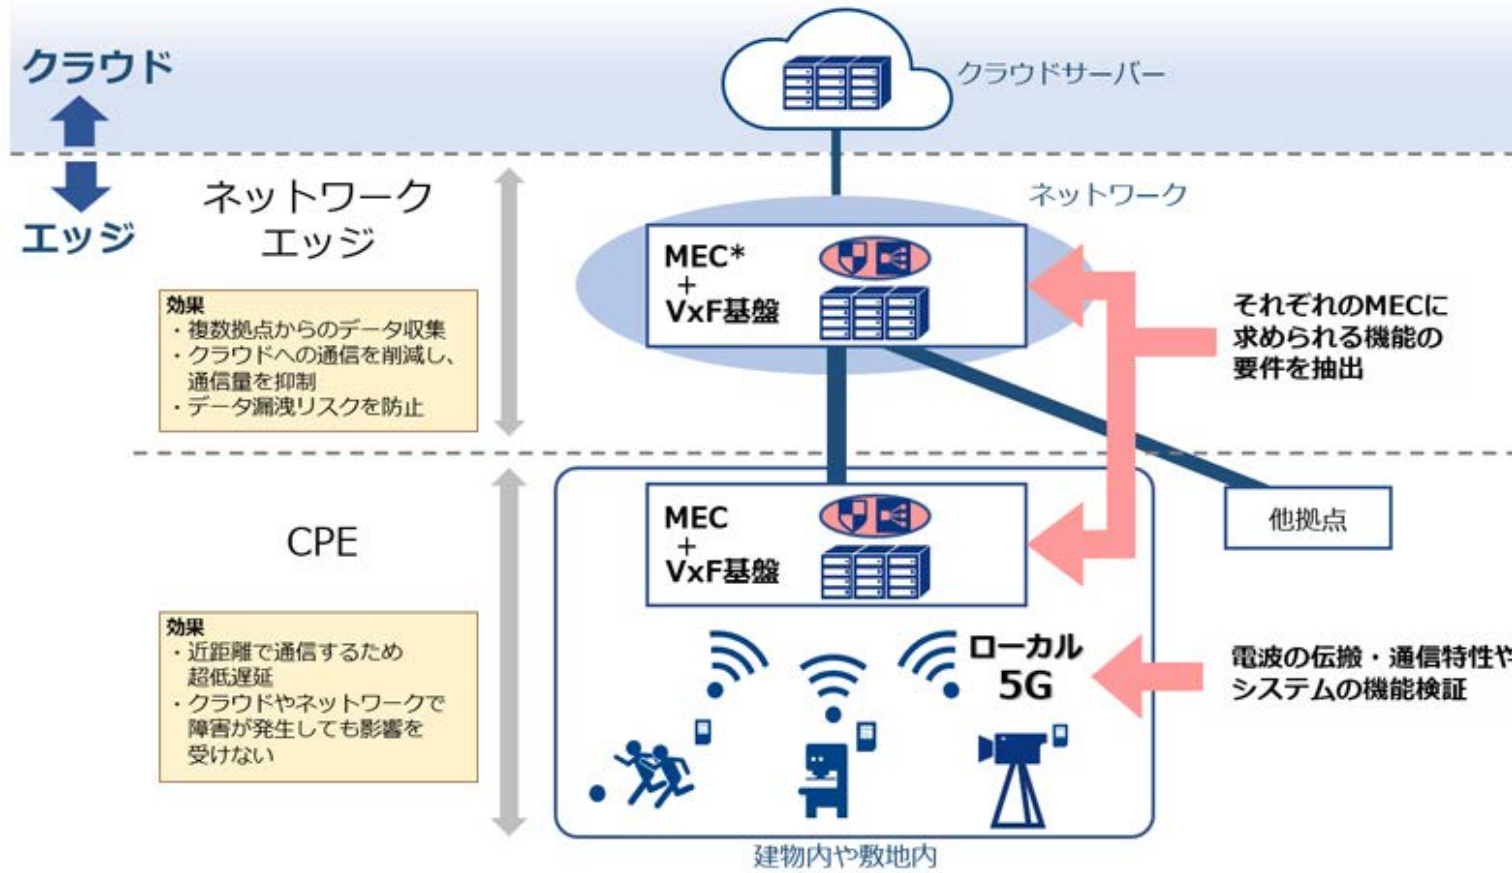 クラウド
クラウドサーバー
エッジ
ネットワーク
エッジ
ネットワーク
MEC*
+
VxF基盤
効果
・複数拠点からのデータ収集
・クラウドへの通信を削減し、
通信量を抑制
・データ漏洩リスクを防止
それぞれのMECに
求められる機能の
要件を抽出
CPE
MEC
+
VxF基盤
他拠点
効果
・近距離で通信するため
超低遅延
・クラウドやネットワークで
障害が発生しても影響を
受けない
ローカル
5G
電波の伝搬・通信特性や
システムの機能検証
建物内や敷地内